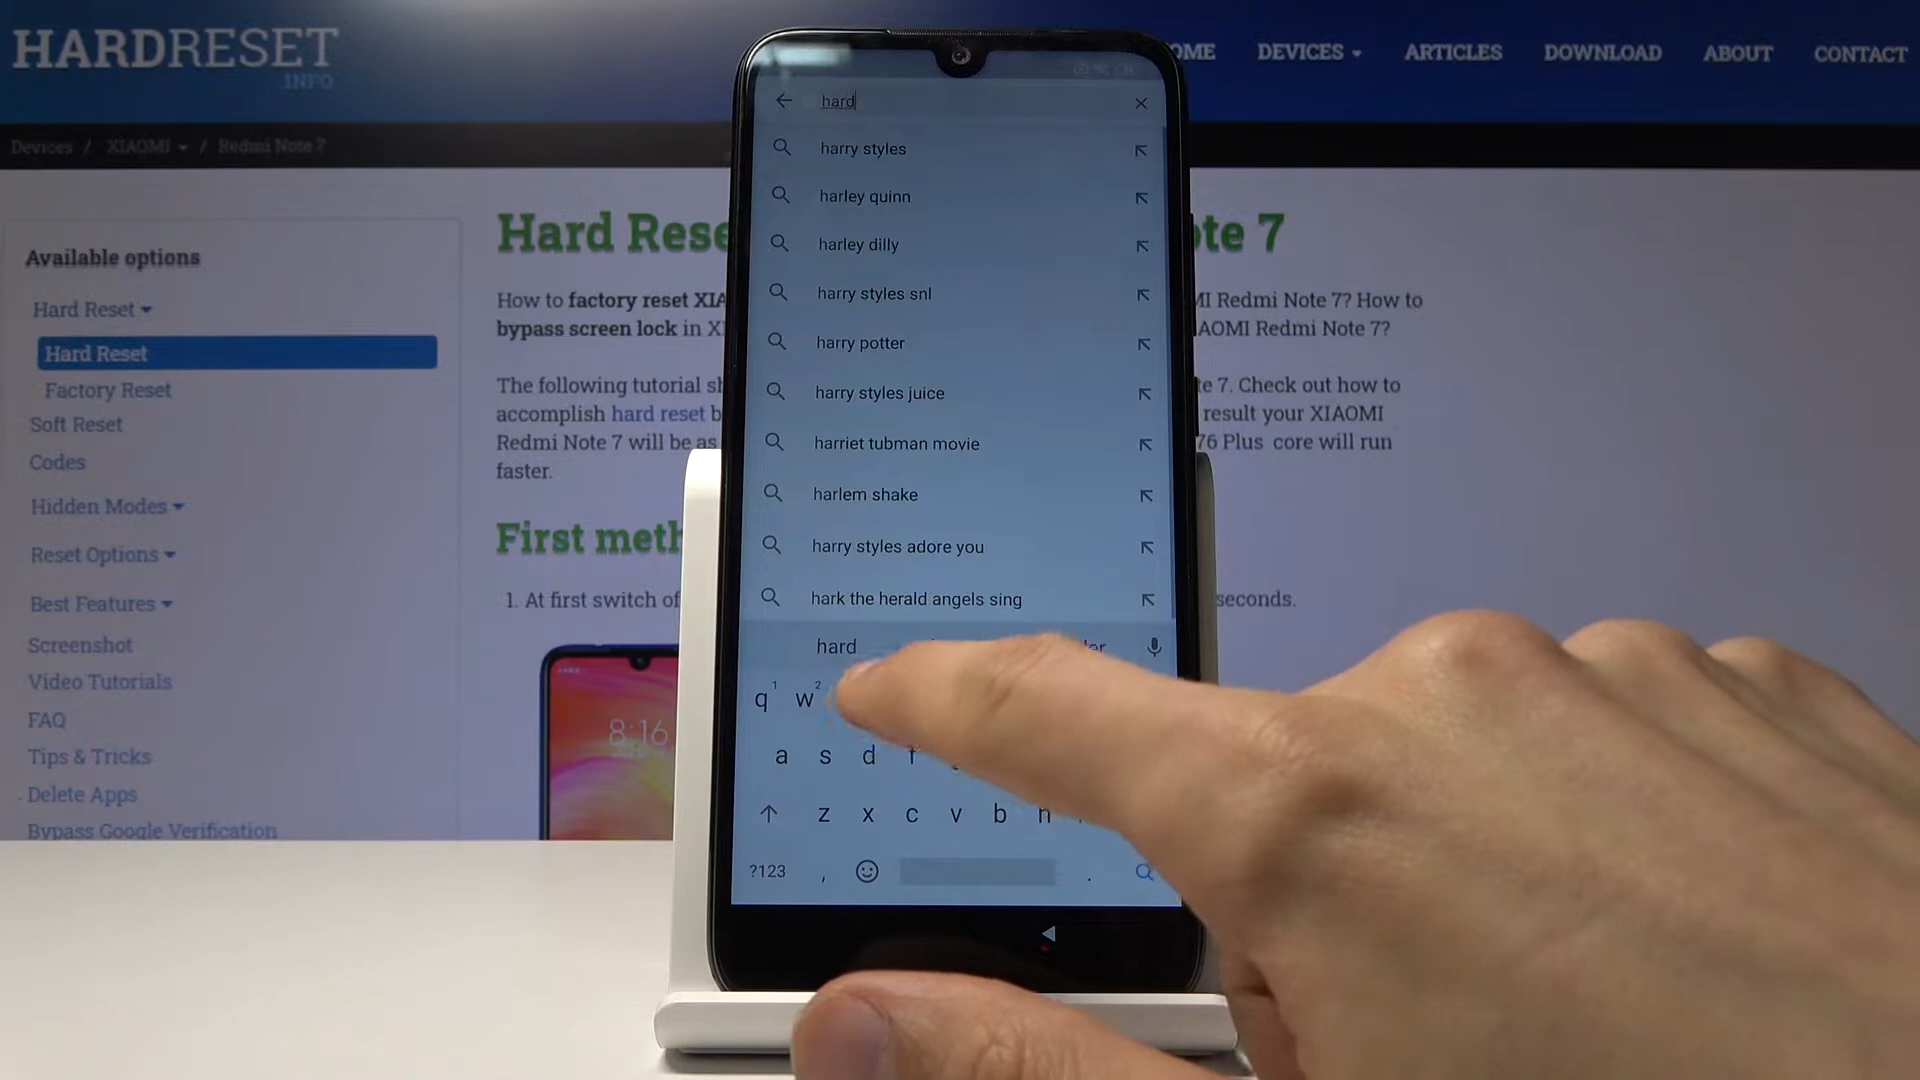 HARDRESET
.INFO
OME DEVICES ARTICLES DOWNLOAD ABOUT CONTACT
Devices / XIAOMI / Redmi Note 7
Available options
Hard Reset
Hard Reset
Factory Reset
Soft Reset
Codes
Hidden Modes
Reset Options
Best Features
Screenshot
Video Tutorials
FAQ
Tips & Tricks
Delete Apps
Bypass Google Verification
Hard Rese
ote 7
How to factory reset XIA
MI Redmi Note 7? How to
bypass screen lock in X
AOMI Redmi Note 7?
The following tutorial sh
te 7. Check out how to
accomplish hard reset b
result your XIAOMI
Redmi Note 7 will be as
76 Plus core will run
faster.
First meth
1. At first switch of
seconds.
8:16
hard
harry styles
harley quinn
harley dilly
harry styles snl
harry potter
harry styles juice
harriet tubman movie
harlem shake
harry styles adore you
hark the herald angels sing
hard
er
q1 w2
a s d f
z x c v b n
?123 , .